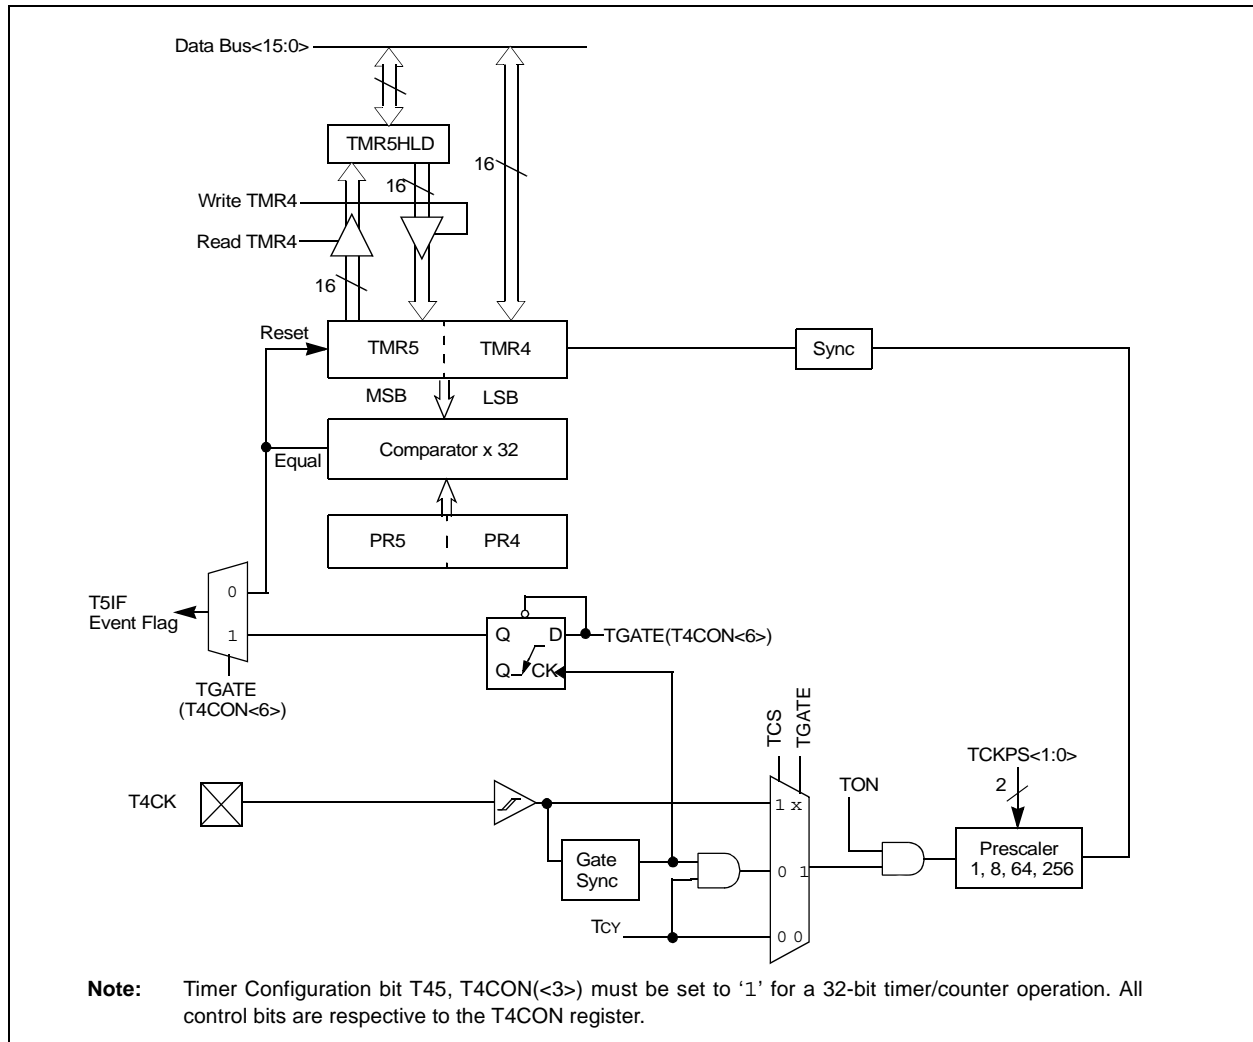 Data Bus<15:0>
TMR5HLD
16
16
Write TMR4
Read TMR4
16
Reset
TMR5
TMR4
Sync
MSB
LSB
Comparator x 32
Equal
PR5
PR4
0
T5IF
Event Flag
1
Q
D
TGATE(T4CON<6>)
Q
CK
TGATE
(T4CON<6>)
TCS
TGATE
TCKPS<1:0>
2
T4CK
1 x
TON
Prescaler
1, 8, 64, 256
Gate
Sync
0 1
TCY
0 0
Note: Timer Configuration bit T45, T4CON(<3>) must be set to ‘1’ for a 32-bit timer/counter operation. All
control bits are respective to the T4CON register.